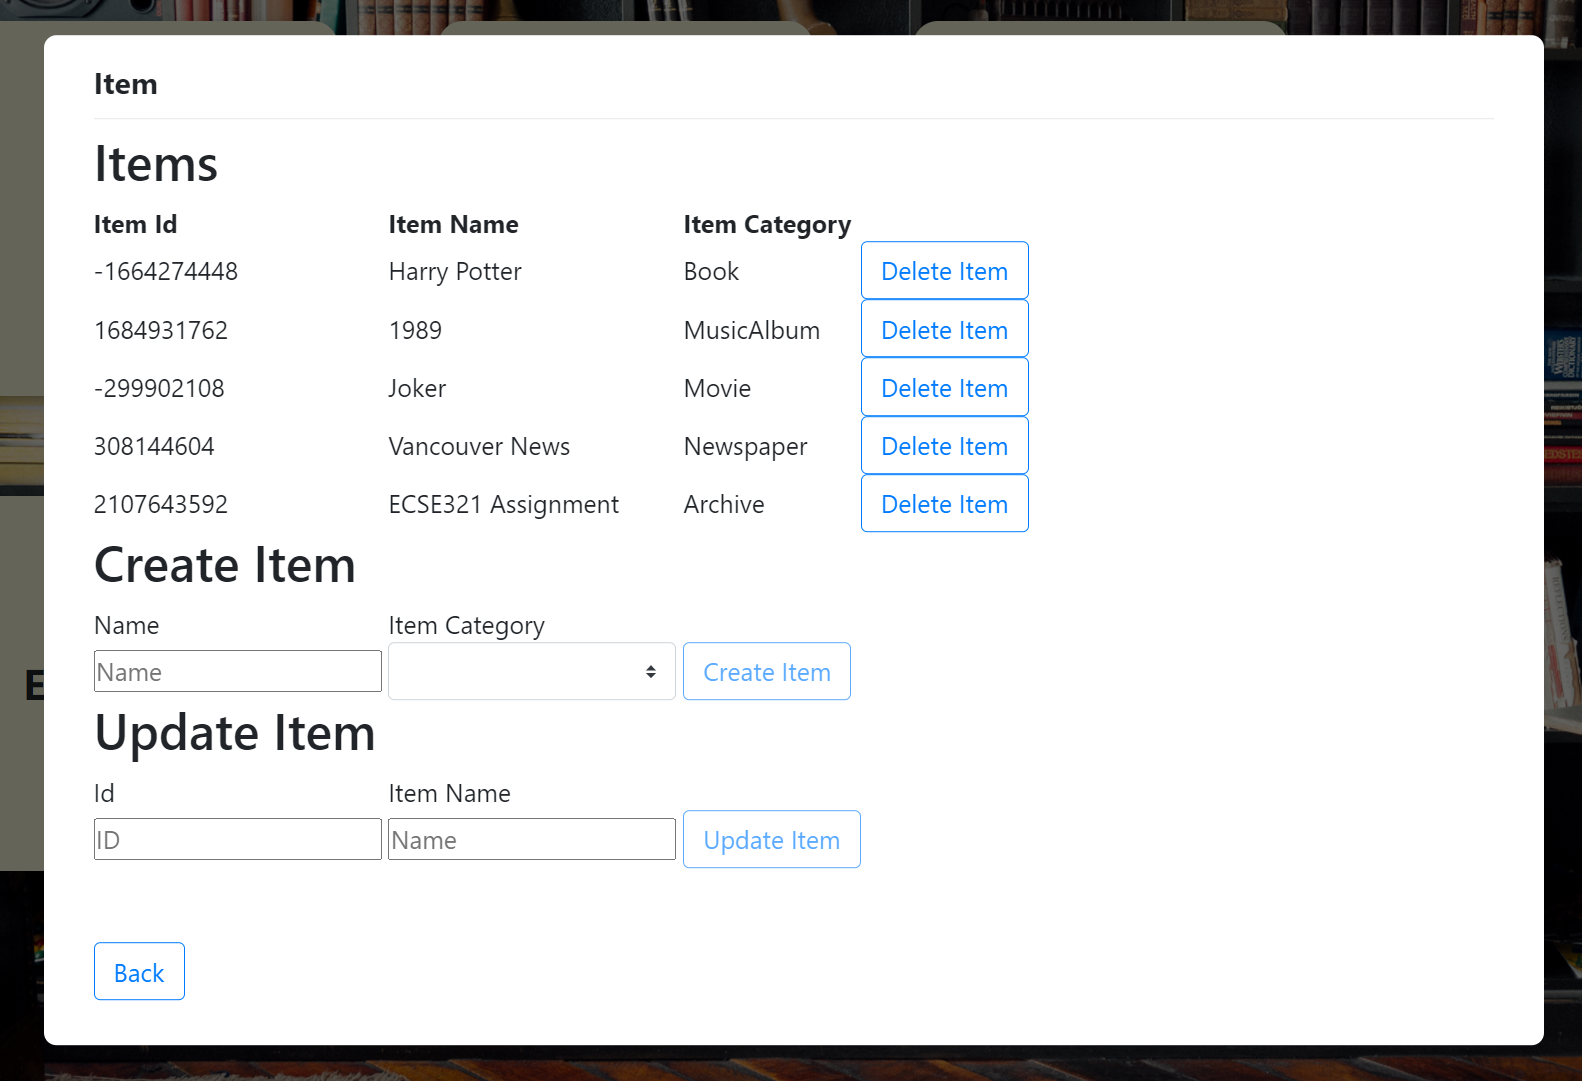 Item
Items
Item Id Item Name Item Category
-1664274448 Harry Potter Book Delete Item
1684931762 1989 MusicAlbum Delete Item
-299902108 Joker Movie Delete Item
308144604 Vancouver News Newspaper Delete Item
2107643592 ECSE321 Assignment Archive Delete Item
Create Item
Name Item Category
Name Create Item
Update Item
Id Item Name
ID Name Update Item
Back